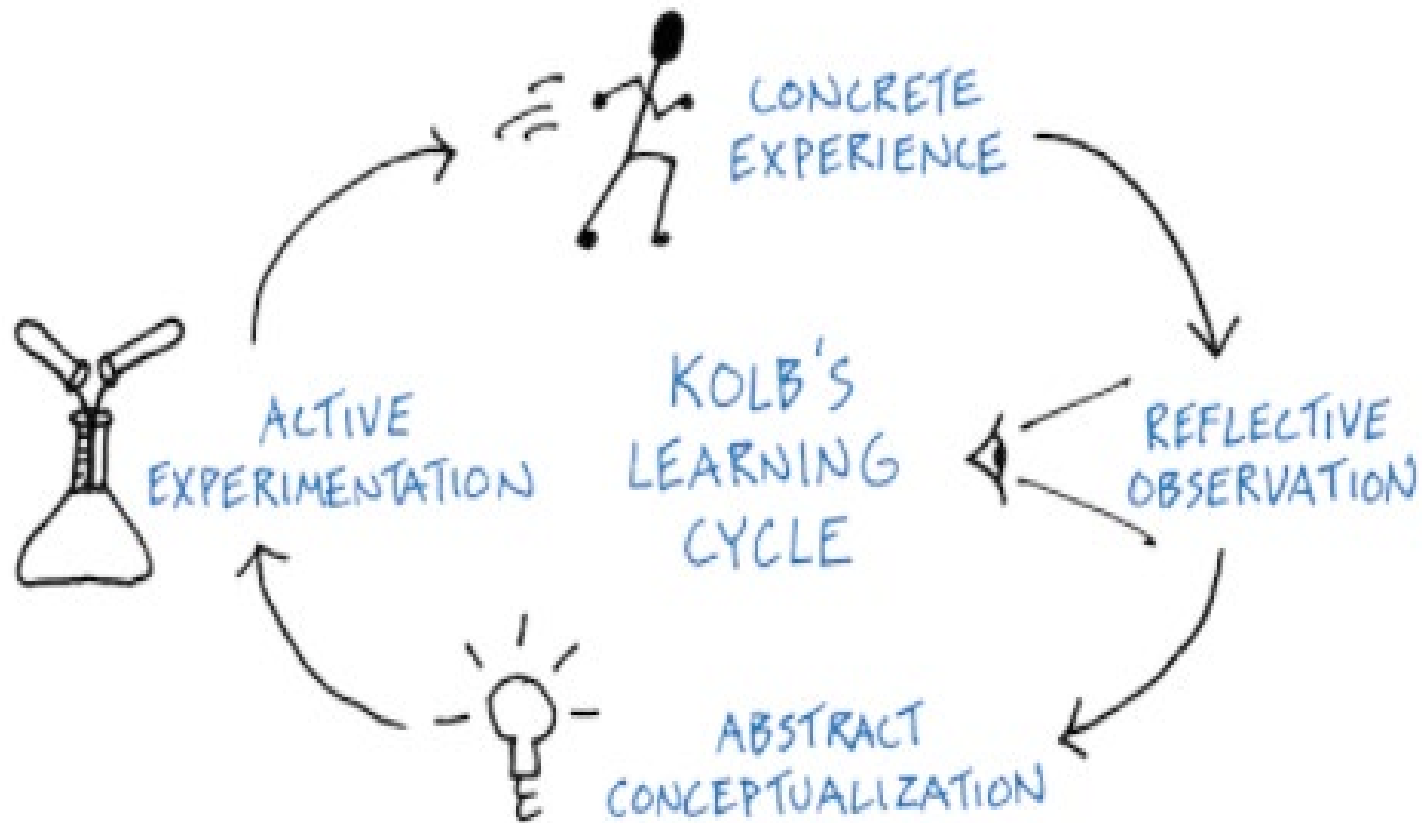 CONCRETE
EXPERIENCE
REFLECTIVE
OBSERVATION
ABSTRACT
CONCEPTUALIZATION
ACTIVE
EXPERIMENTATION
KOLB'S
LEARNING
CYCLE